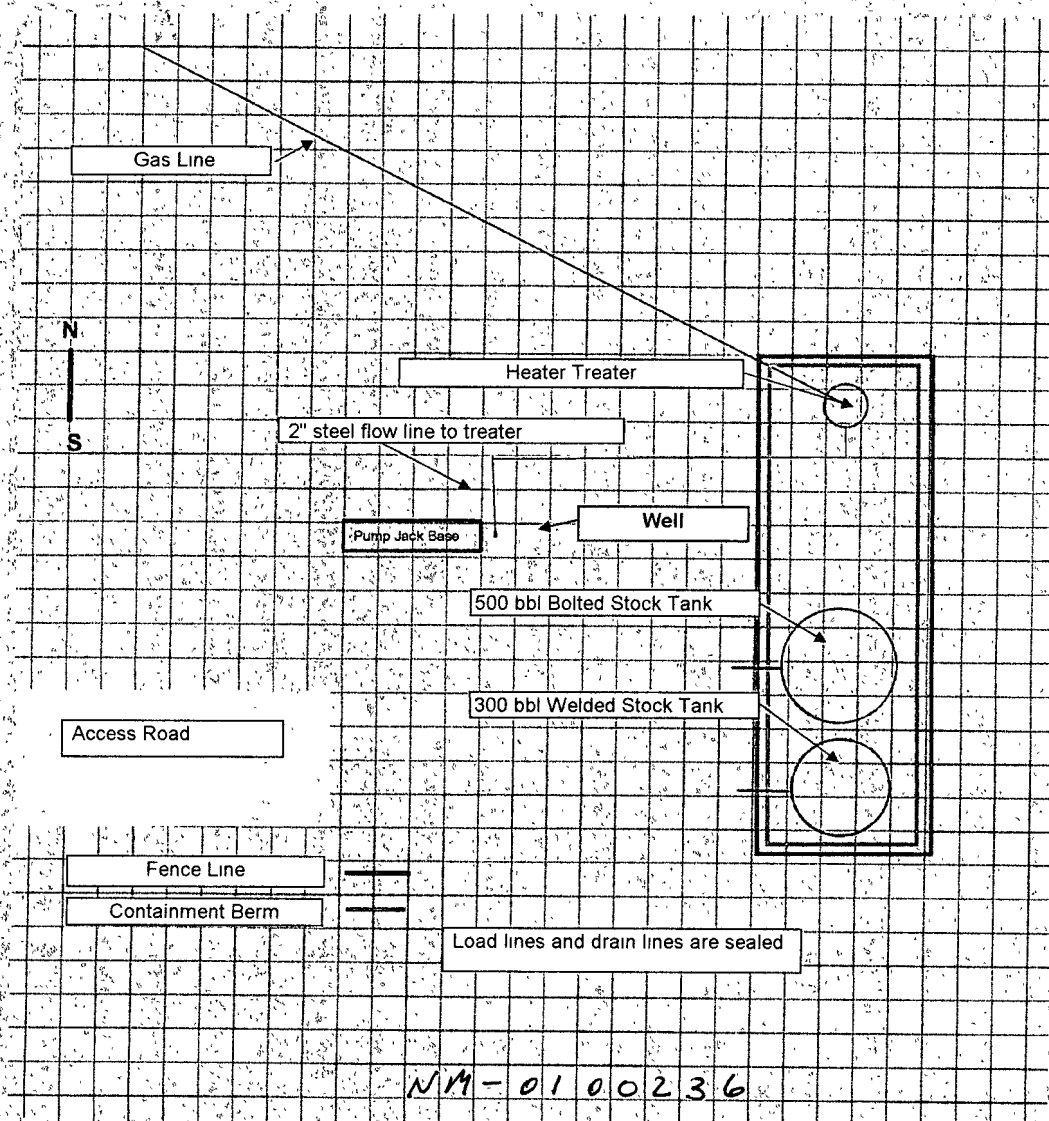 Gas Line
N
S
Heater Treater
2" steel flow line to treater
Pump Jack Base
Well
500 bbl Bolted Stock Tank
300 bbl Welded Stock Tank
Access Road
Fence Line
Containment Berm
Load lines and drain lines are sealed
NM-0100236